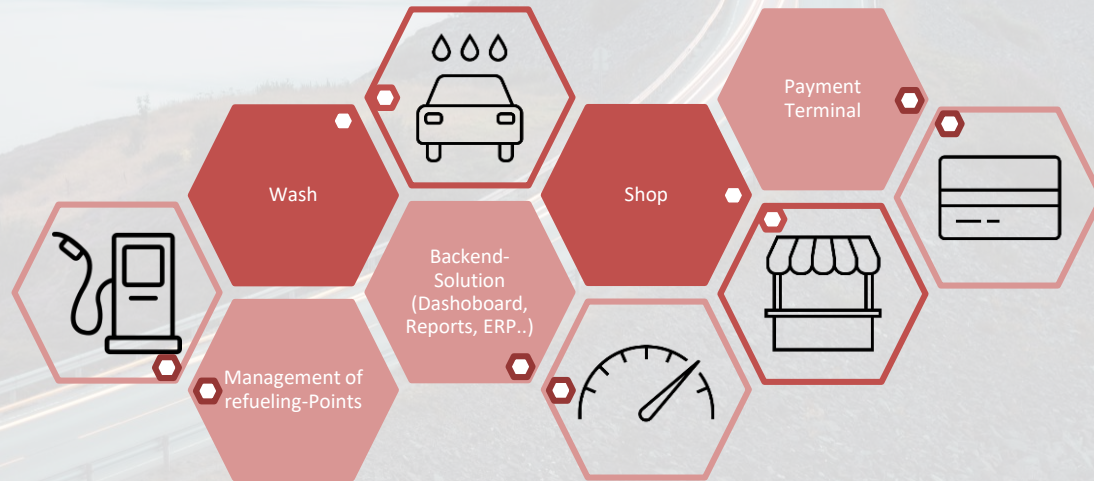 Payment
Terminal
Wash
Shop
Backend-
Solution
(Dashoboard,
Reports, ERP..)
Management of
refueling-Points